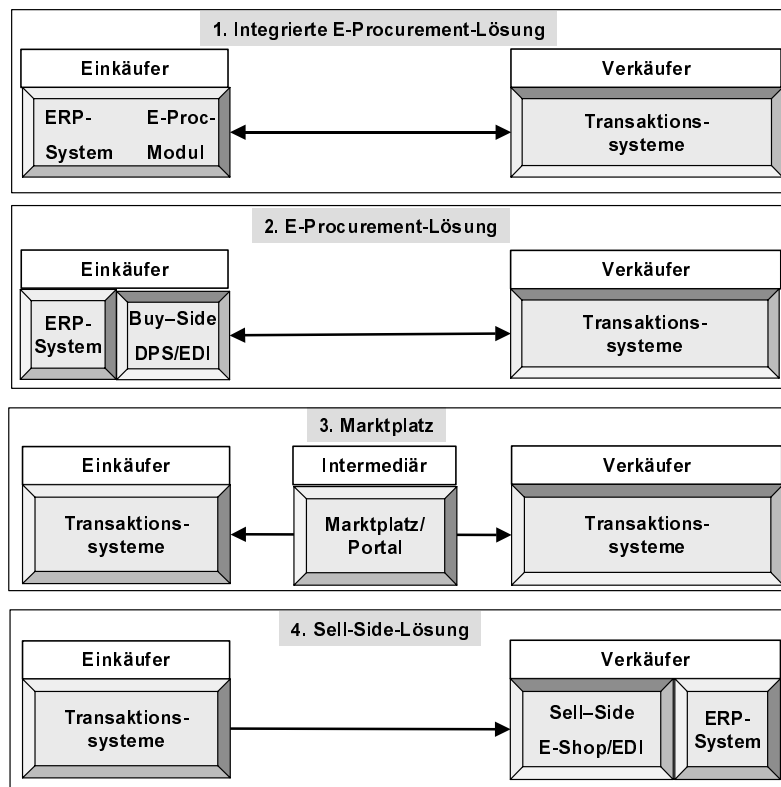 1. Integrierte E-Procurement-Lösung
Einkäufer
Verkäufer
ERP- E-Proc-
System Modul
Transaktions-
systeme
2. E-Procurement-Lösung
Einkäufer
Verkäufer
ERP-
System
Buy–Side
DPS/EDI
Transaktions-
systeme
3. Marktplatz
Einkäufer
Intermediär
Verkäufer
Transaktions-
systeme
Marktplatz/
Portal
Transaktions-
systeme
4. Sell-Side-Lösung
Einkäufer
Verkäufer
Transaktions-
systeme
Sell–Side
E-Shop/EDI
ERP-
System